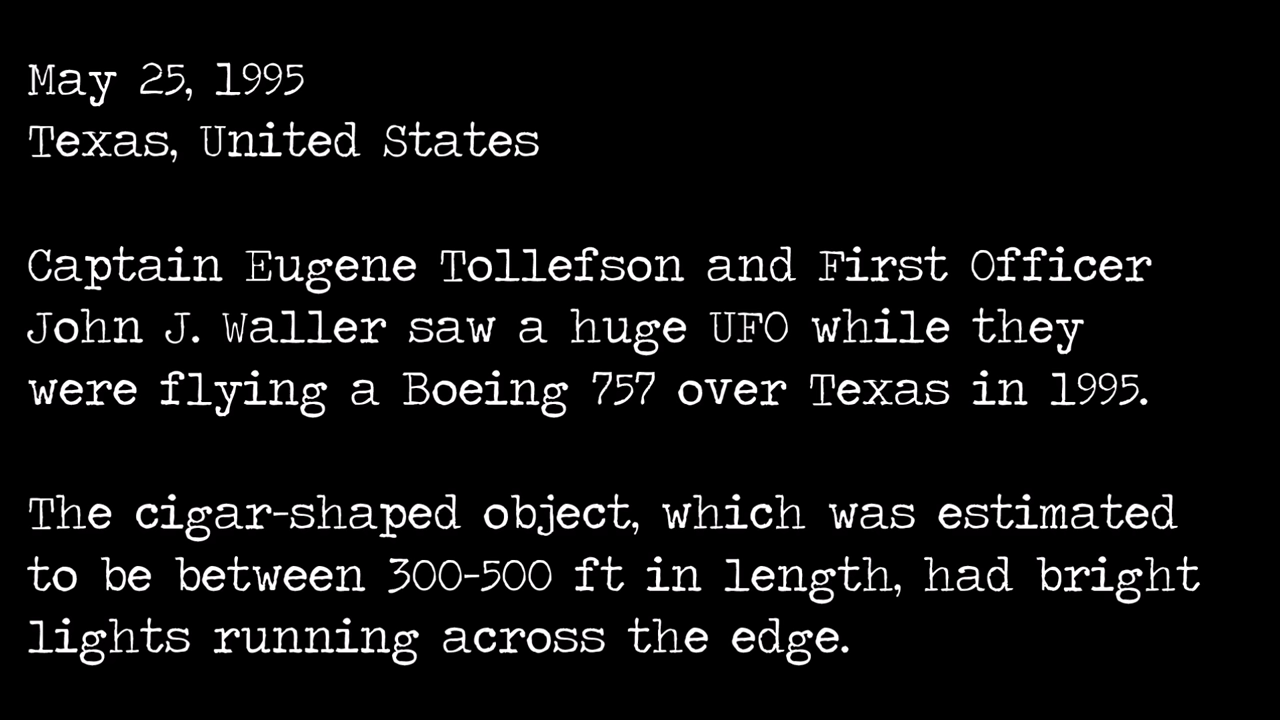 May 25, 1995
Texas, United States
Captain Eugene Tollefson and First Officer
John J. Waller saw a huge UFO while they
were flying a Boeing 757 over Texas in 1995.
The cigar-shaped object, which was estimated
to be between 300-500 ft in length, had bright
lights running across the edge.